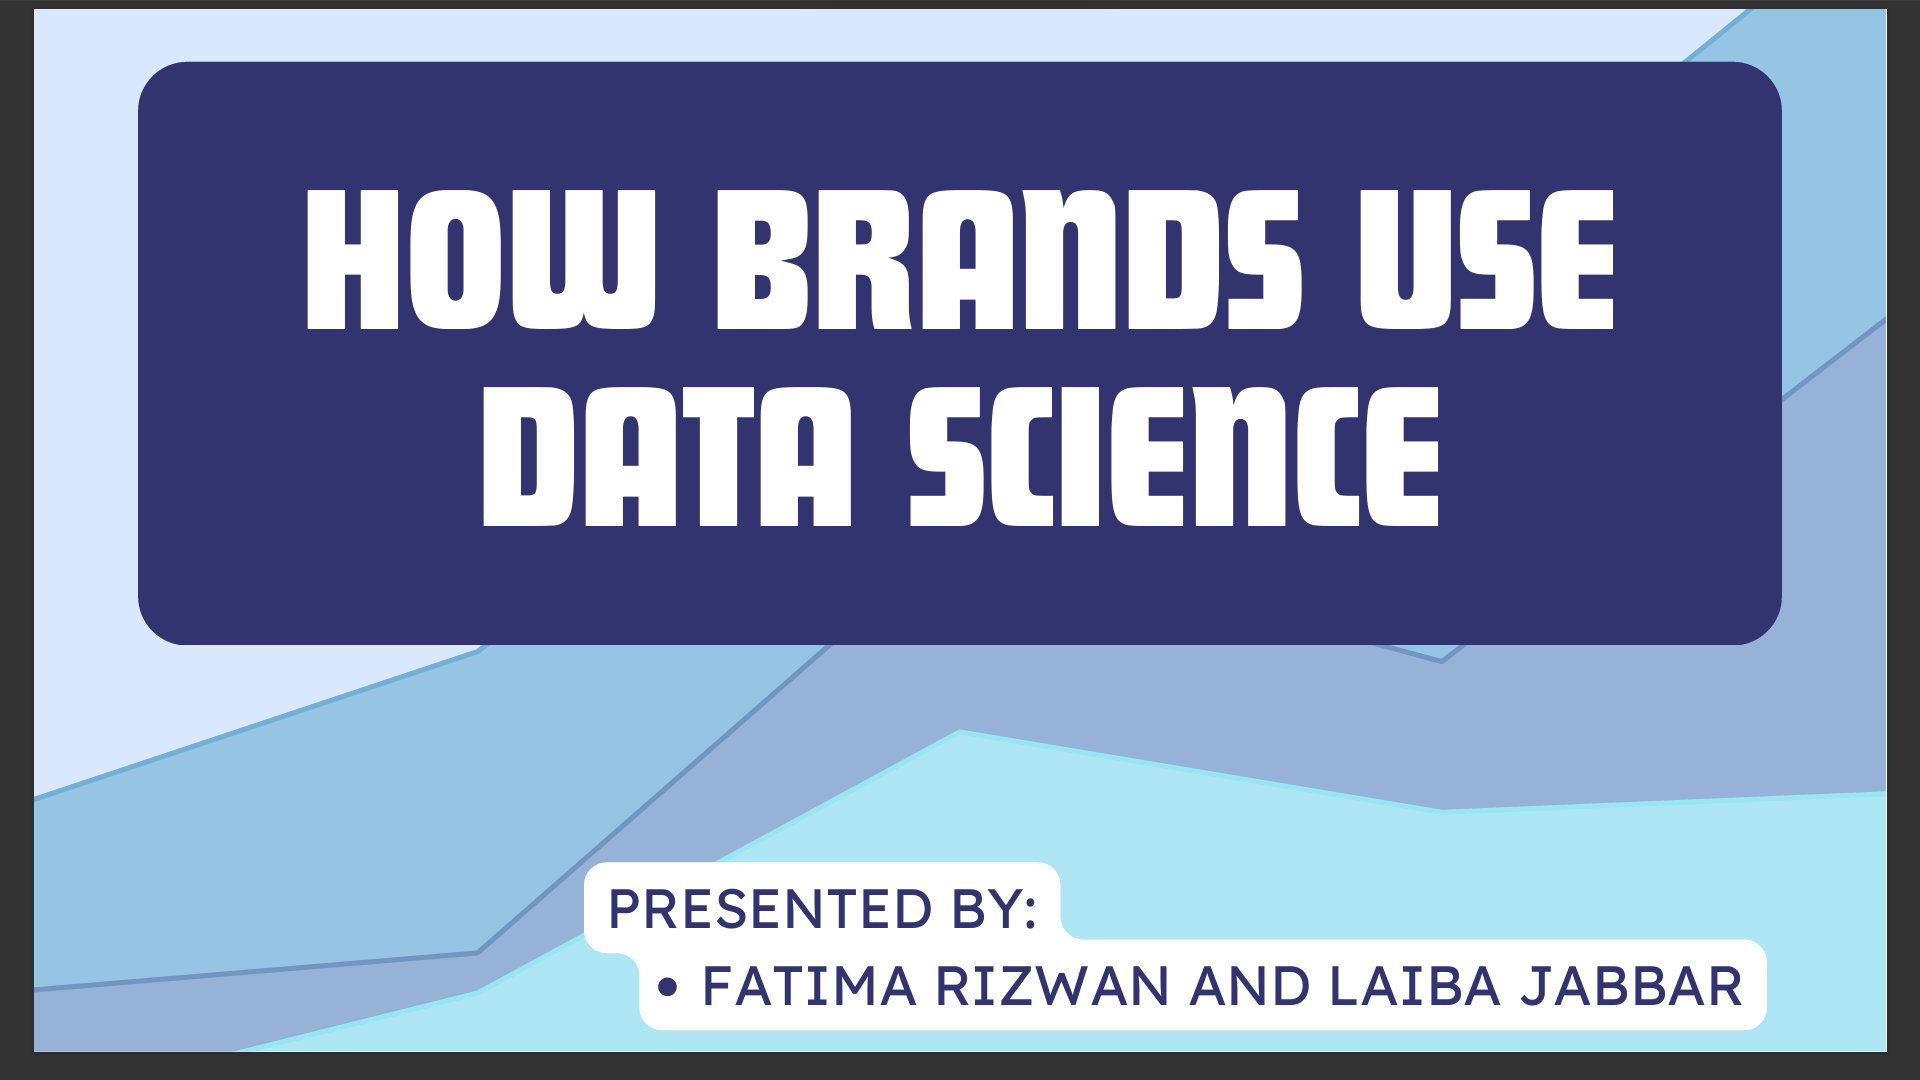 HOW BRANDS USE
DATA SCIENCE
PRESENTED BY:
• FATIMA RIZWAN AND LAIBA JABBAR